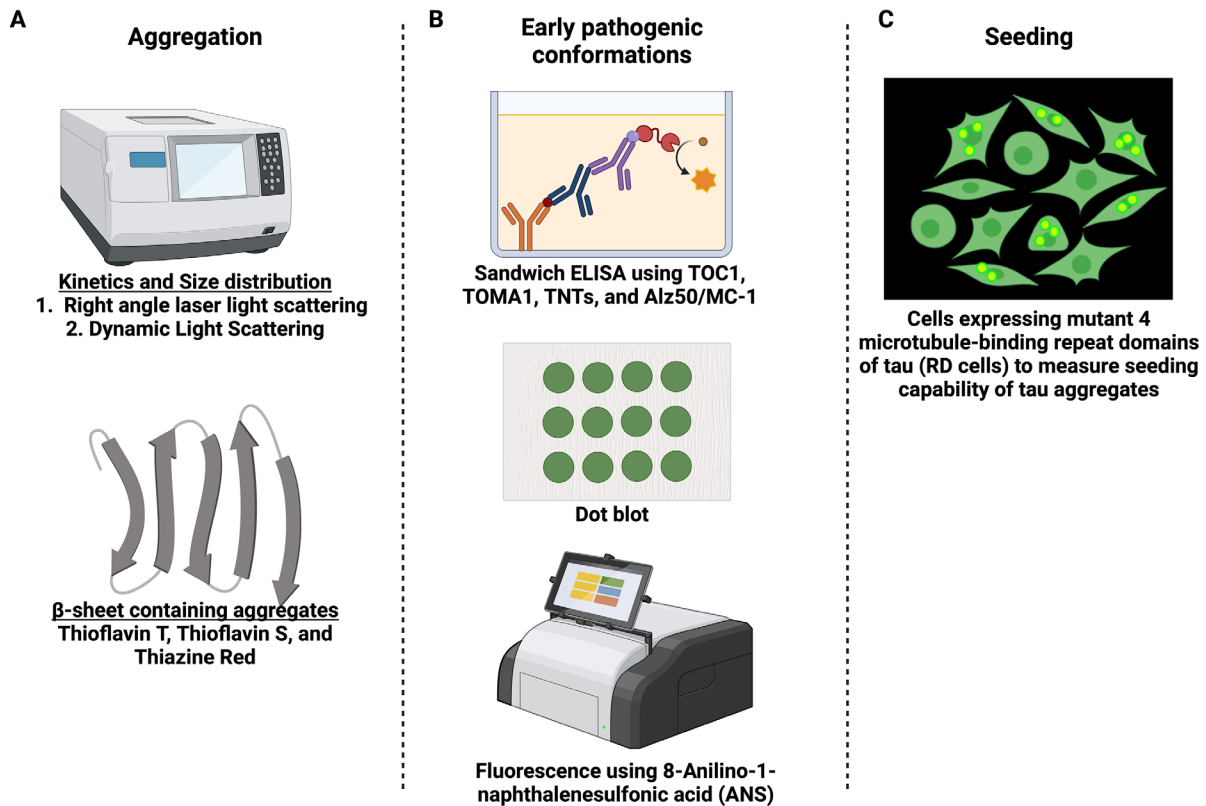 A
Aggregation
Kinetics and Size distribution
1. Right angle laser light scattering
2. Dynamic Light Scattering
β-sheet containing aggregates
Thioflavin T, Thioflavin S, and
Thiazine Red
B
Early pathogenic
conformations
Sandwich ELISA using TOC1,
TOMA1, TNTs, and Alz50/MC-1
Dot blot
Fluorescence using 8-Anilino-1-
naphthalenesulfonic acid (ANS)
C
Seeding
Cells expressing mutant 4
microtubule-binding repeat domains
of tau (RD cells) to measure seeding
capability of tau aggregates